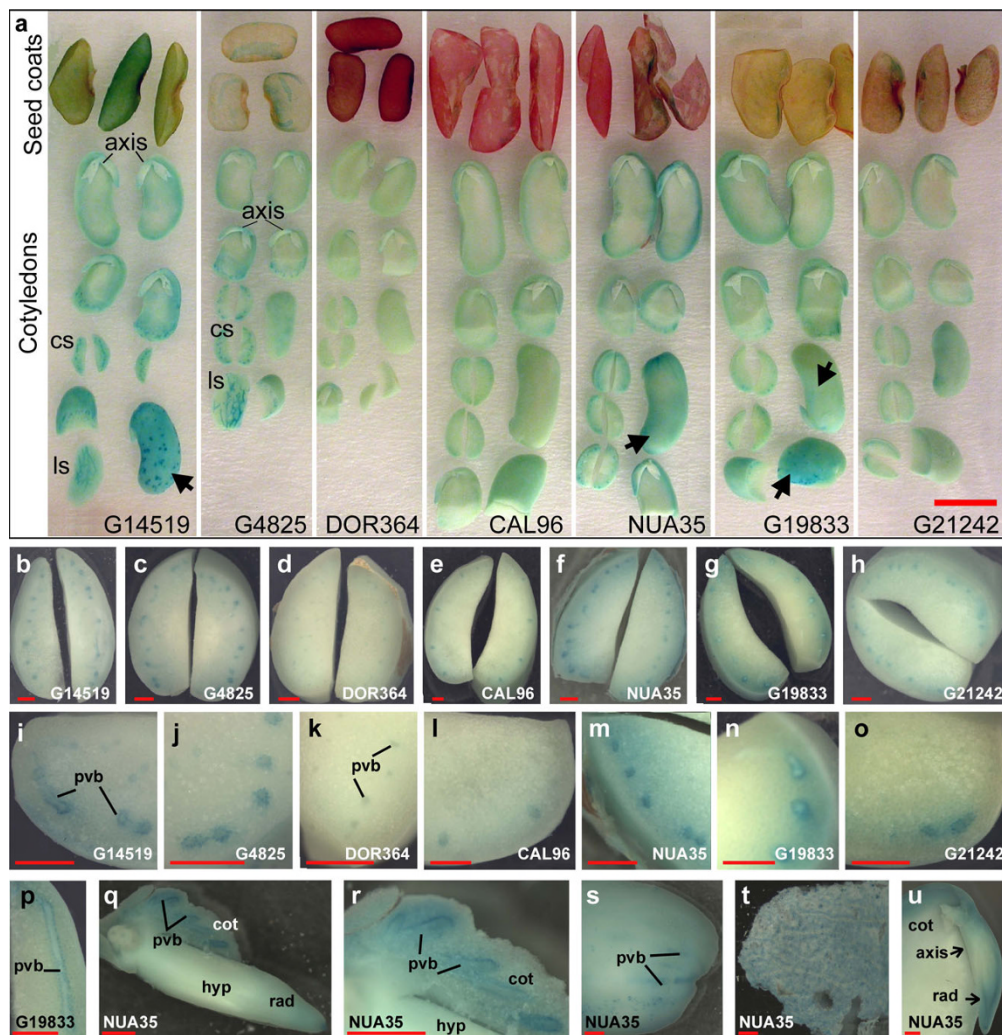 a
Seed coats
Cotyledons
axis
cs
ls
axis
cs
ls
G14519
G4825
DOR364
CAL96
NUA35
G19833
G21242
b
G14519
c
G4825
d
DOR364
e
CAL96
f
NUA35
g
G19833
h
G21242
i
pvb
G14519
j
G4825
k
pvb
DOR364
l
CAL96
m
NUA35
n
G19833
o
G21242
p
pvb
G19833
q
pvb
cot
hyp
rad
NUA35
r
pvb
cot
hyp
NUA35
s
pvb
NUA35
t
NUA35
u
cot
axis
rad
NUA35